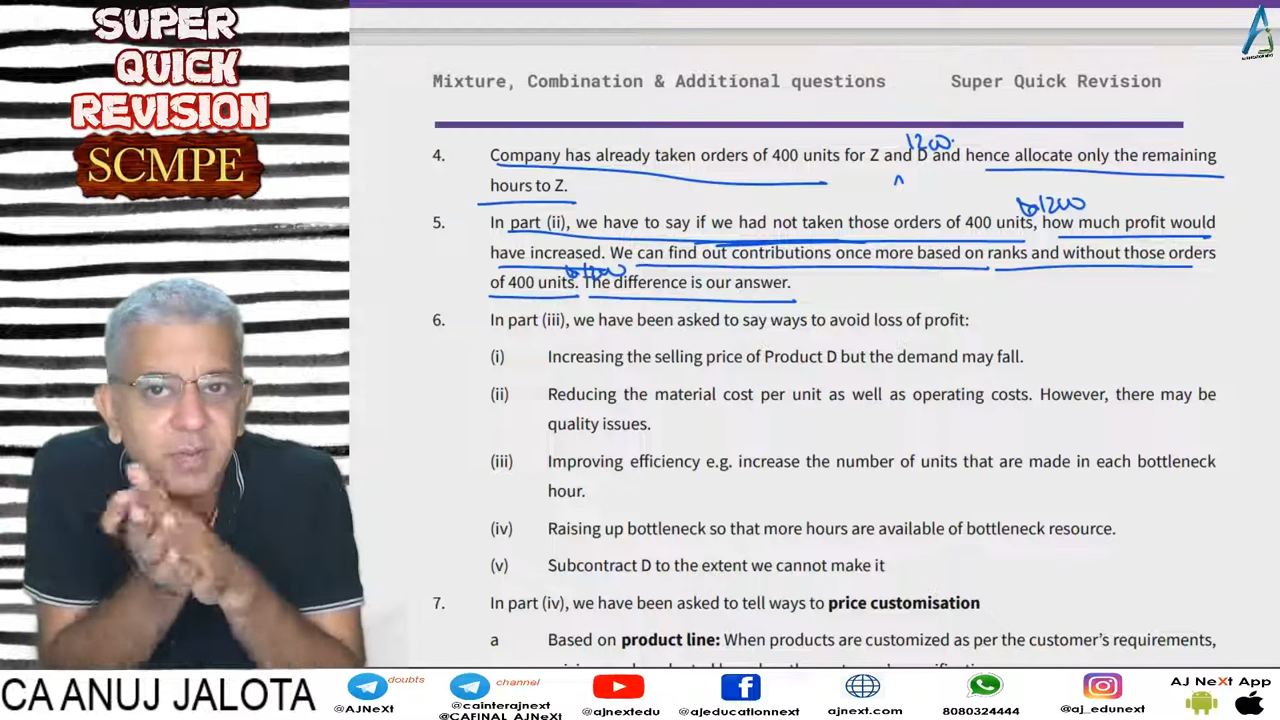 SUPER
QUICK
REVISION
SCMPE
Mixture, Combination & Additional questions Super Quick Revision
1200
4. Company has already taken orders of 400 units for Z and D and hence allocate only the remaining
hours to Z.
5. In part (ii), we have to say if we had not taken those orders of 400 units, how much profit would
have increased. We can find out contributions once more based on ranks and without those orders
of 400 units. The difference is our answer.
6. In part (iii), we have been asked to say ways to avoid loss of profit:
(i) Increasing the selling price of Product D but the demand may fall.
(ii) Reducing the material cost per unit as well as operating costs. However, there may be
quality issues.
(iii) Improving efficiency e.g. increase the number of units that are made in each bottleneck
hour.
(iv) Raising up bottleneck so that more hours are available of bottleneck resource.
(v) Subcontract D to the extent we cannot make it
7. In part (iv), we have been asked to tell ways to price customisation
a Based on product line: When products are customized as per the customer's requirements,
CA ANUJ JALOTA
doubts
@AJNeXt
channel
@cainterajnext
@CAFINAL_AJNeXt
@ajnextedu
@ajeducationnext
ajnext.com
8080324444
@aj_edunext
AJ NeXt App